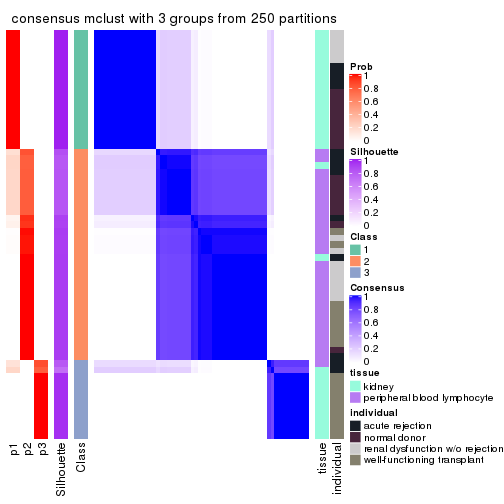 consensus mclust with 3 groups from 250 partitions
Prob
1
0.8
0.6
0.4
0.2
0
Silhouette
1
0.8
0.6
0.4
0.2
0
Class
1
2
3
Consensus
1
0.8
0.6
0.4
0.2
0
tissue
kidney
peripheral blood lymphocyte
individual
acute rejection
normal donor
renal dysfunction w/o rejection
well-functioning transplant
p1
p2
p3
Silhouette
Class
tissue
individual